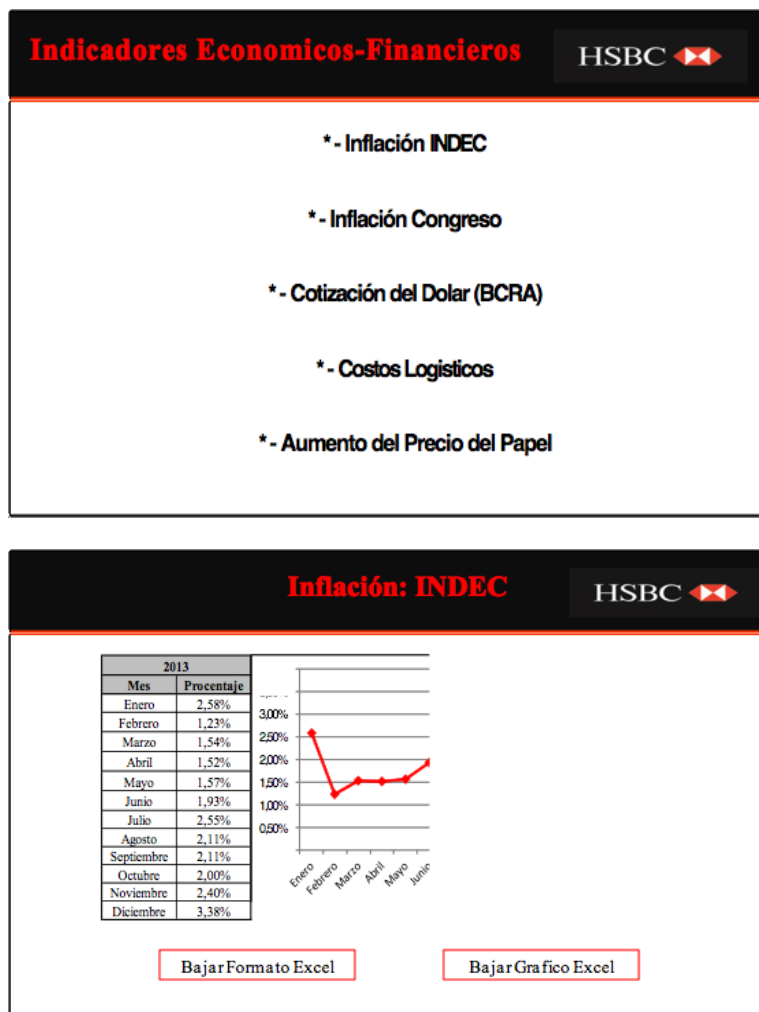 Indicadores Economicos-Financieros
HSBC
* - Inflación INDEC
* - Inflación Congreso
* - Cotización del Dolar (BCRA)
* - Costos Logisticos
* - Aumento del Precio del Papel
Inflación: INDEC
HSBC
2013
Mes Procentaje
Enero 2,58%
Febrero 1,23%
Marzo 1,54%
Abril 1,52%
Mayo 1,57%
Junio 1,93%
Julio 2,55%
Agosto 2,11%
Septiembre 2,11%
Octubre 2,00%
Noviembre 2,40%
Diciembre 3,38%
3,00%
2,50%
2,00%
1,50%
1,00%
0,50%
Enero Febrero Marzo Abril Mayo Junio
Bajar Formato Excel
Bajar Grafico Excel